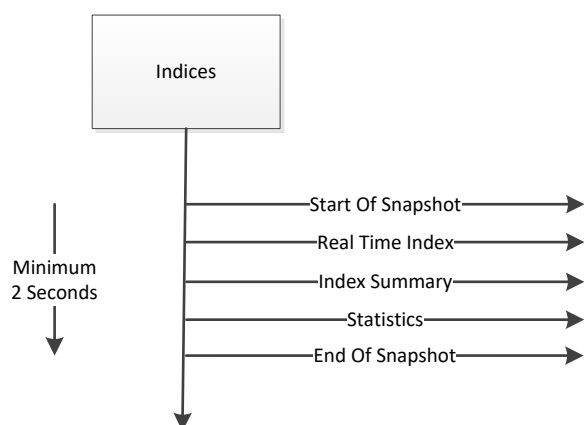 Indices
Start Of Snapshot
Real Time Index
Minimum
2 Seconds
Index Summary
Statistics
End Of Snapshot